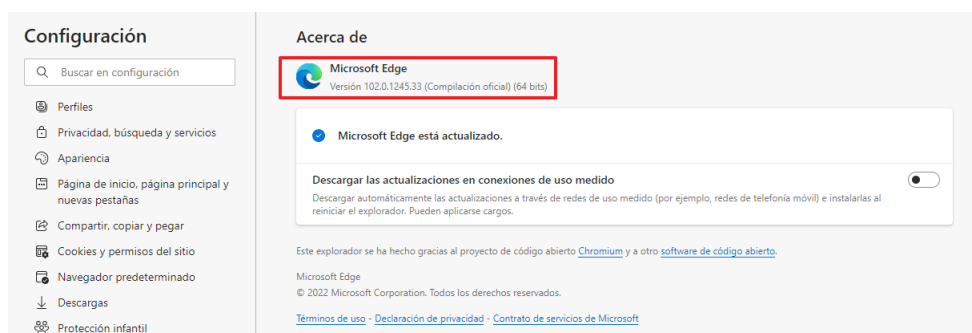 Configuración
Buscar en configuración
Perfiles
Privacidad, búsqueda y servicios
Apariencia
Página de inicio, página principal y
nuevas pestañas
Compartir, copiar y pegar
Cookies y permisos del sitio
Navegador predeterminado
Descargas
Protección infantil
Acerca de
Microsoft Edge
Versión 102.0.1245.33 (Compilación oficial) (64 bits)
Microsoft Edge está actualizado.
Descargar las actualizaciones en conexiones de uso medido
Descargar automáticamente las actualizaciones a través de redes de uso medido (por ejemplo, redes de telefonía móvil) e instalarlas al
reiniciar el explorador. Pueden aplicarse cargos.
Este explorador se ha hecho gracias al proyecto de código abierto Chromium y a otro software de código abierto.
Microsoft Edge
© 2022 Microsoft Corporation. Todos los derechos reservados.
Términos de uso - Declaración de privacidad - Contrato de servicios de Microsoft